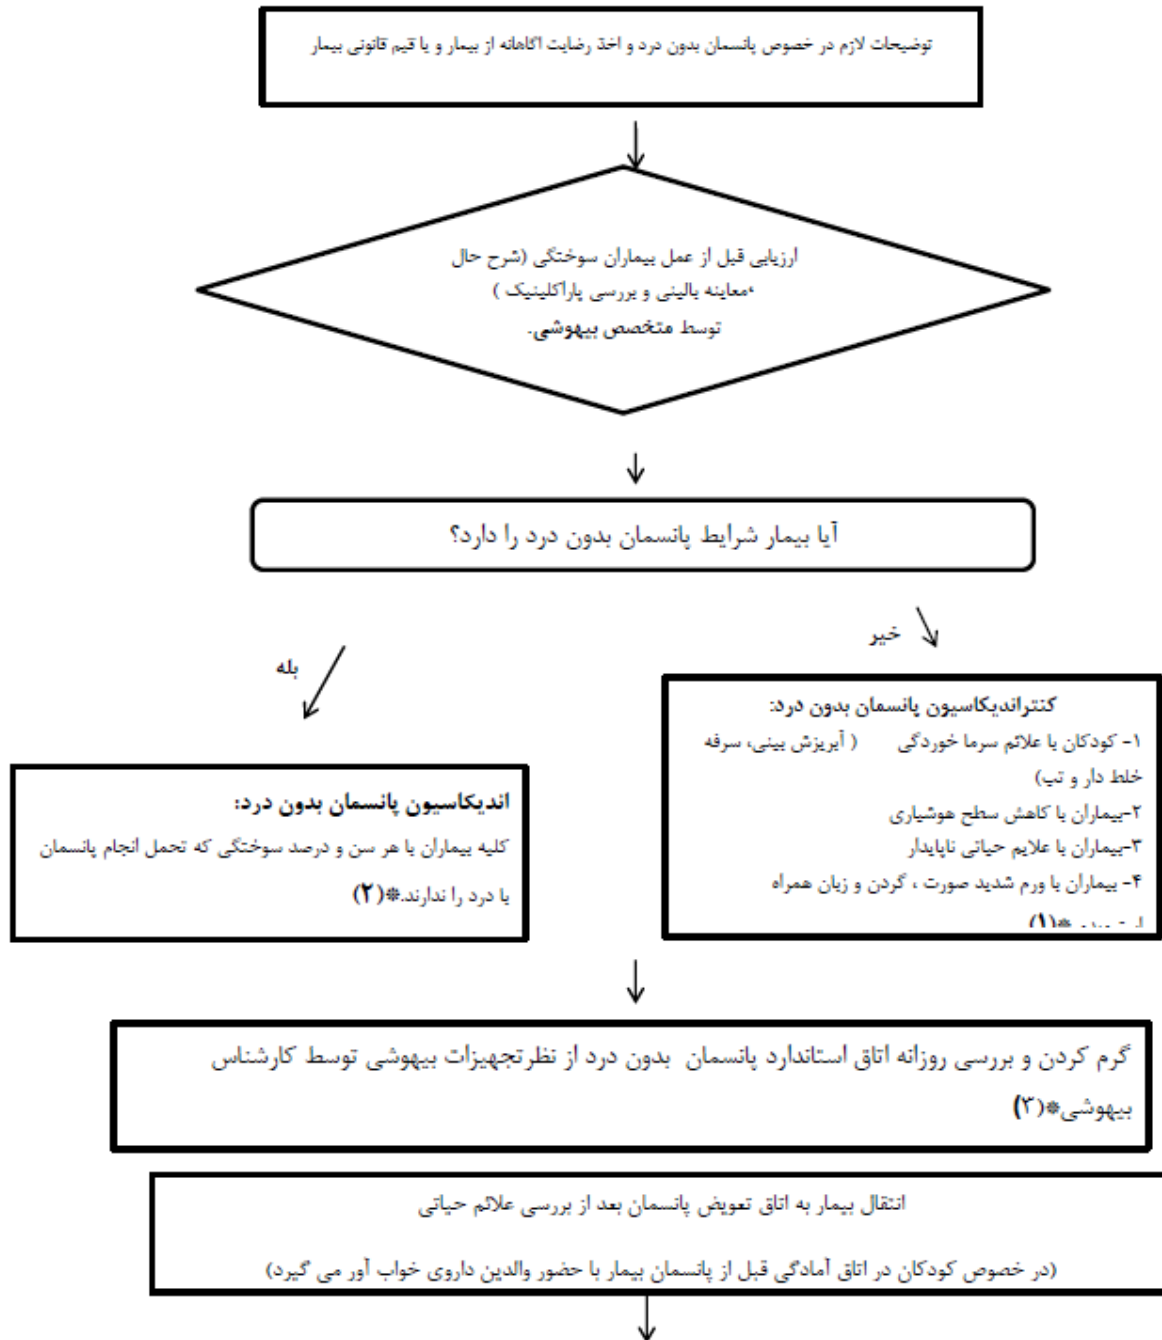 توضیحات لازم در خصوص پانسمان بدون درد و اخذ رضایت آگاهانه از بیمار و یا قیم قانونی بیمار
ارزیابی قبل از عمل بیماران سوختگی (شرح حال
،معاینه بالینی و بررسی پاراکلینیک )
توسط متخصص بیهوشی.
آیا بیمار شرایط پانسمان بدون درد را دارد؟
خیر
بله
کنتراندیکاسیون پانسمان بدون درد:
۱- کودکان با علائم سرما خوردگی ( آبریزش بینی، سرفه
خلط دار و تب)
۲-بیماران با کاهش سطح هوشیاری
۳-بیماران با علایم حیاتی ناپایدار
۴- بیماران با ورم شدید صورت ، گردن و زبان همراه
*(۱)
اندیکاسیون پانسمان بدون درد:
کلیه بیماران با هر سن و درصد سوختگی که تحمل انجام پانسمان
با درد را ندارند.*(۲)
گرم کردن و بررسی روزانه اتاق استاندارد پانسمان بدون درد از نظرتجهیزات بیهوشی توسط کارشناس
بیهوشی*(۳)
انتقال بیمار به اتاق تعویض پانسمان بعد از بررسی علائم حیاتی
(در خصوص کودکان در اتاق آمادگی قبل از پانسمان بیمار با حضور والدین داروی خواب آور می گیرد)